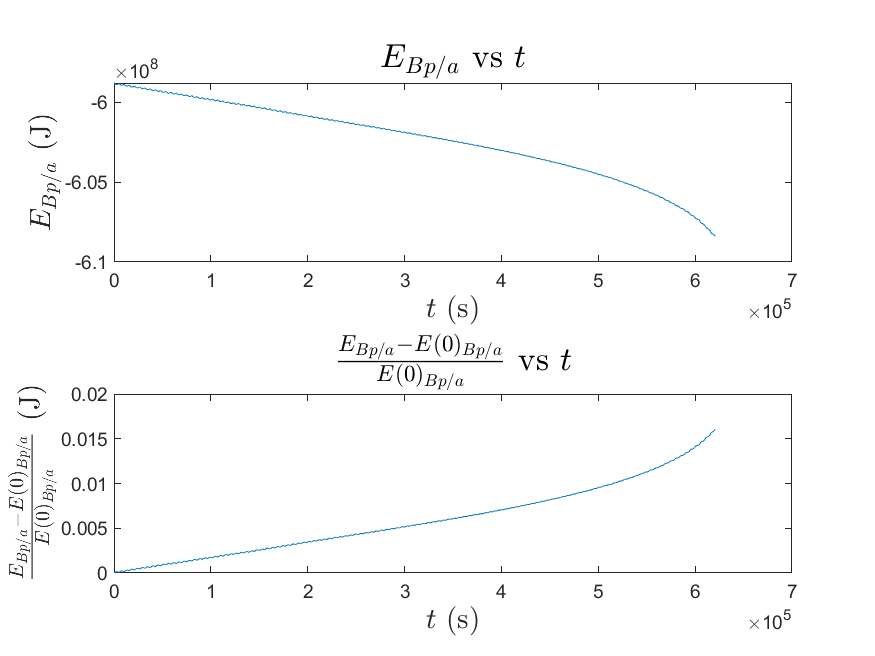 E_{Bp/a} vs t
×10^8
-6
-6.05
-6.1
E_{Bp/a} (J)
0 1 2 3 4 5 6 7
t (s)
×10^5
\frac{E_{Bp/a}-E(0)_{Bp/a}}{E(0)_{Bp/a}} vs t
0.02
0.015
0.01
0.005
0
\frac{E_{Bp/a}-E(0)_{Bp/a}}{E(0)_{Bp/a}} (J)
0 1 2 3 4 5 6 7
t (s)
×10^5